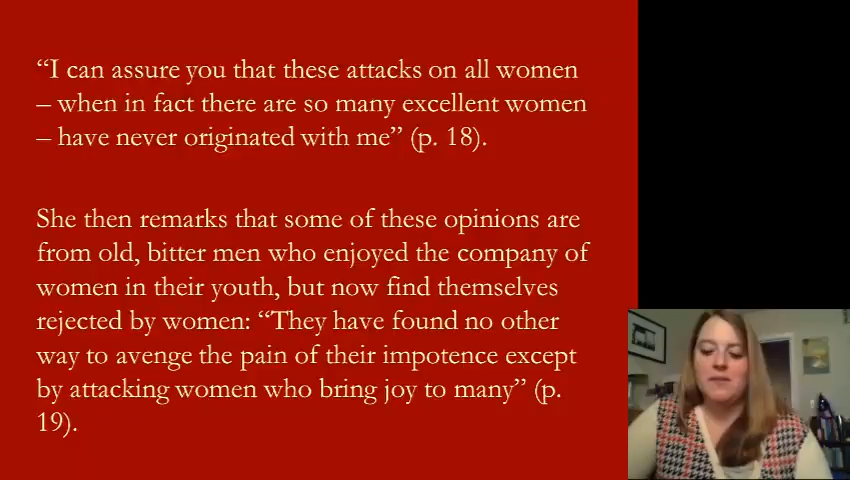 “I can assure you that these attacks on all women
– when in fact there are so many excellent women
– have never originated with me” (p. 18).
She then remarks that some of these opinions are
from old, bitter men who enjoyed the company of
women in their youth, but now find themselves
rejected by women: “They have found no other
way to avenge the pain of their impotence except
by attacking women who bring joy to many” (p.
19).